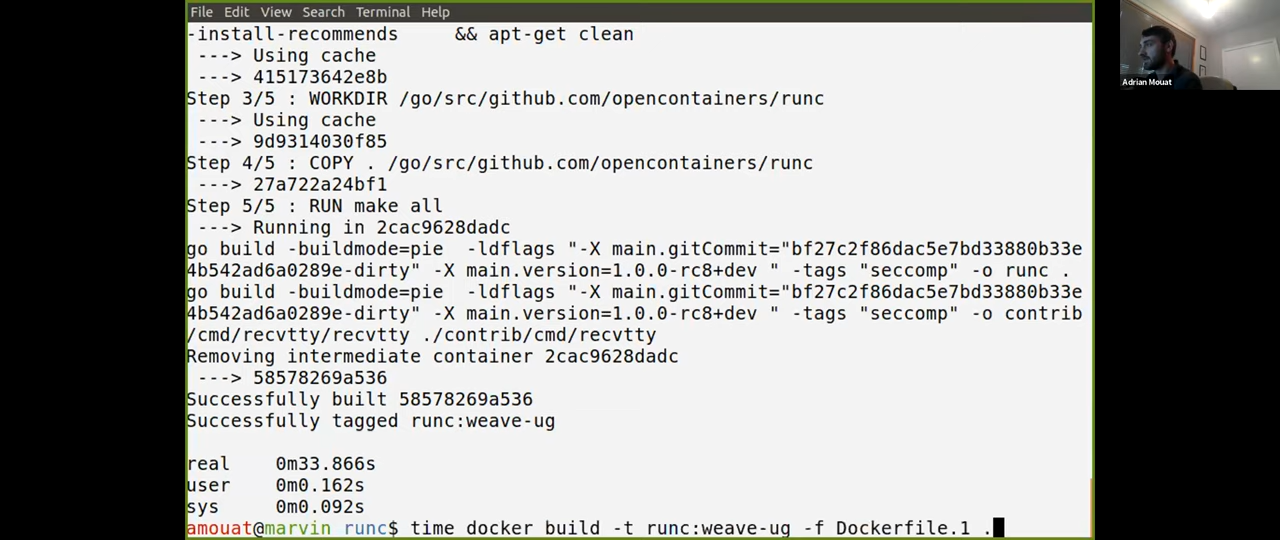 File Edit View Search Terminal Help
-install-recommends     && apt-get clean
 ---> Using cache
 ---> 415173642e8b
Step 3/5 : WORKDIR /go/src/github.com/opencontainers/runc
 ---> Using cache
 ---> 9d9314030f85
Step 4/5 : COPY . /go/src/github.com/opencontainers/runc
 ---> 27a722a24bf1
Step 5/5 : RUN make all
 ---> Running in 2cac9628dadc
go build -buildmode=pie  -ldflags "-X main.gitCommit="bf27c2f86dac5e7bd33880b33e
4b542ad6a0289e-dirty" -X main.version=1.0.0-rc8+dev " -tags "seccomp" -o runc .
go build -buildmode=pie  -ldflags "-X main.gitCommit="bf27c2f86dac5e7bd33880b33e
4b542ad6a0289e-dirty" -X main.version=1.0.0-rc8+dev " -tags "seccomp" -o contrib
/cmd/recvtty/recvtty ./contrib/cmd/recvtty
Removing intermediate container 2cac9628dadc
 ---> 58578269a536
Successfully built 58578269a536
Successfully tagged runc:weave-ug
real    0m33.866s
user    0m0.162s
sys     0m0.092s
amouat@marvin runc$ time docker build -t runc:weave-ug -f Dockerfile.1 .
Adrian Mouat